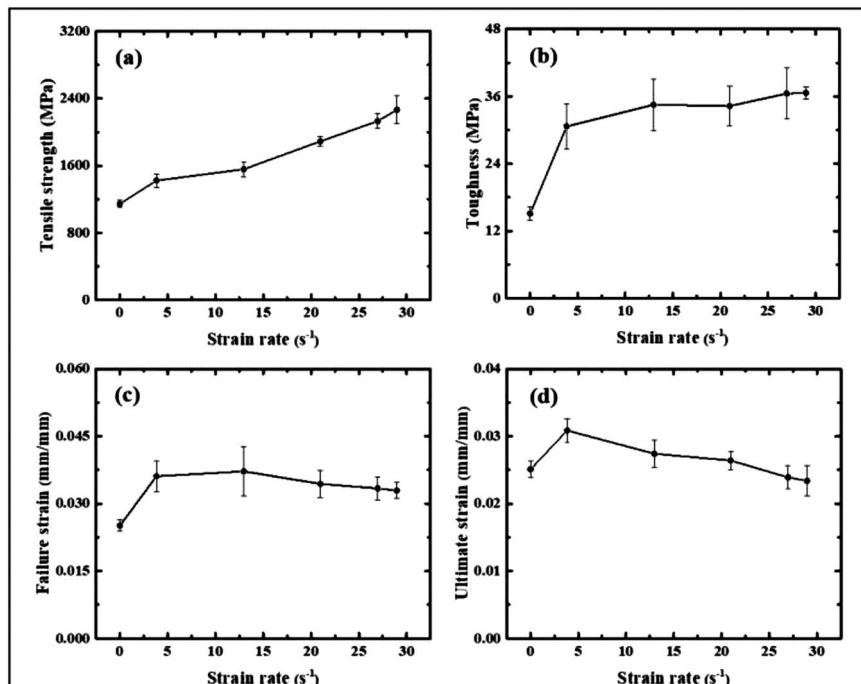 (a)
Tensile strength (MPa)
3200
2400
1600
800
0
0 5 10 15 20 25 30
Strain rate (s⁻¹)
(b)
Toughness (MPa)
48
36
24
12
0
0 5 10 15 20 25 30
Strain rate (s⁻¹)
(c)
Failure strain (mm/mm)
0.060
0.045
0.030
0.015
0.000
0 5 10 15 20 25 30
Strain rate (s⁻¹)
(d)
Ultimate strain (mm/mm)
0.04
0.03
0.02
0.01
0.00
0 5 10 15 20 25 30
Strain rate (s⁻¹)